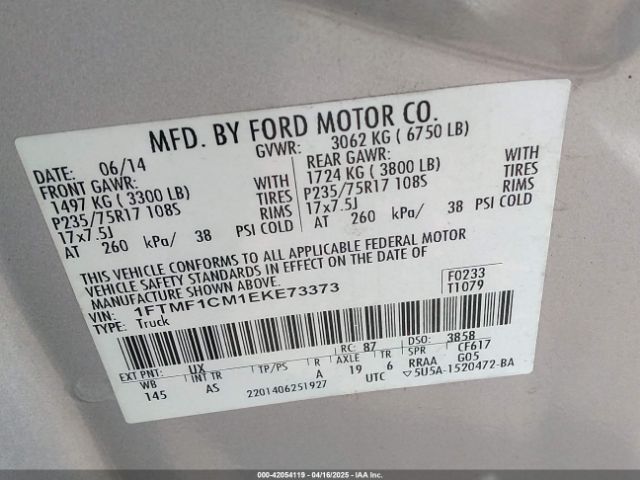 MFD. BY FORD MOTOR CO.
DATE: 06/14 GVWR: 3062 KG ( 6750 LB)
FRONT GAWR: REAR GAWR:
1497 KG ( 3300 LB) WITH 1724 KG ( 3800 LB) WITH
P235/75R17 108S TIRES P235/75R17 108S TIRES
17x7.5J RIMS 17x7.5J RIMS
AT 260 kPa/ 38 PSI COLD AT 260 kPa/ 38 PSI COLD
THIS VEHICLE CONFORMS TO ALL APPLICABLE FEDERAL MOTOR
VEHICLE SAFETY STANDARDS IN EFFECT ON THE DATE OF
MANUFACTURE SHOWN ABOVE. F0233
VIN: 1FTMF1CM1EKE73373 T1079
TYPE: Truck
EXT PNT: UX RC: 87 DSO: 3858
WB INT TR TP/PS R AXLE TR SPR CF617
145 AS A 19 6 RRAA G05
2201406251927 UTC ▽5U5A-1520472-BA
000-42054119 - 04/16/2025 - IAA Inc.